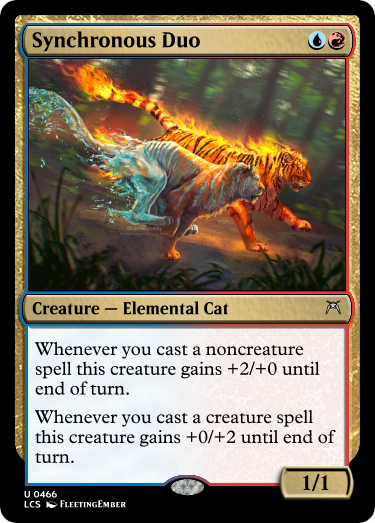 Synchronous Duo
Creature — Elemental Cat
Whenever you cast a noncreature
spell this creature gains +2/+0 until
end of turn.
Whenever you cast a creature spell
this creature gains +0/+2 until end of
turn.
1/1
U 0466
LCS FleetingEmber